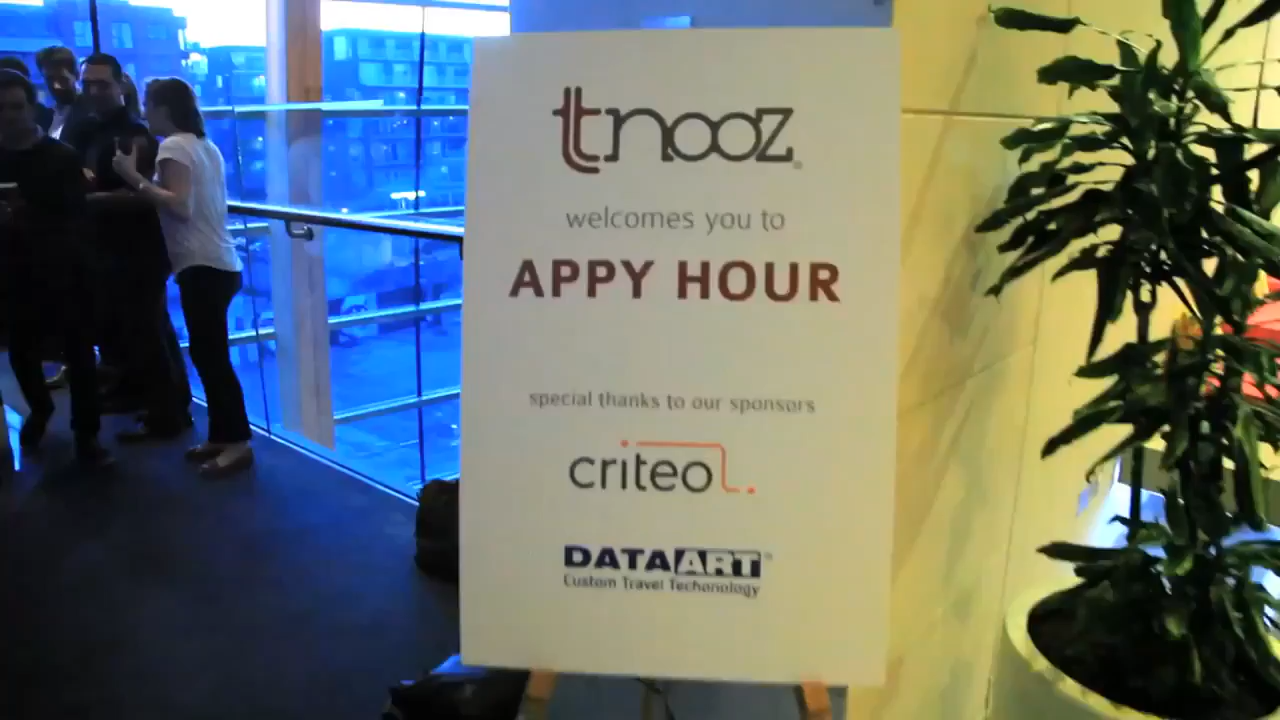 tnooz
welcomes you to
APPY HOUR
special thanks to our sponsors
criteo
DATAART
Custom Travel Techonology